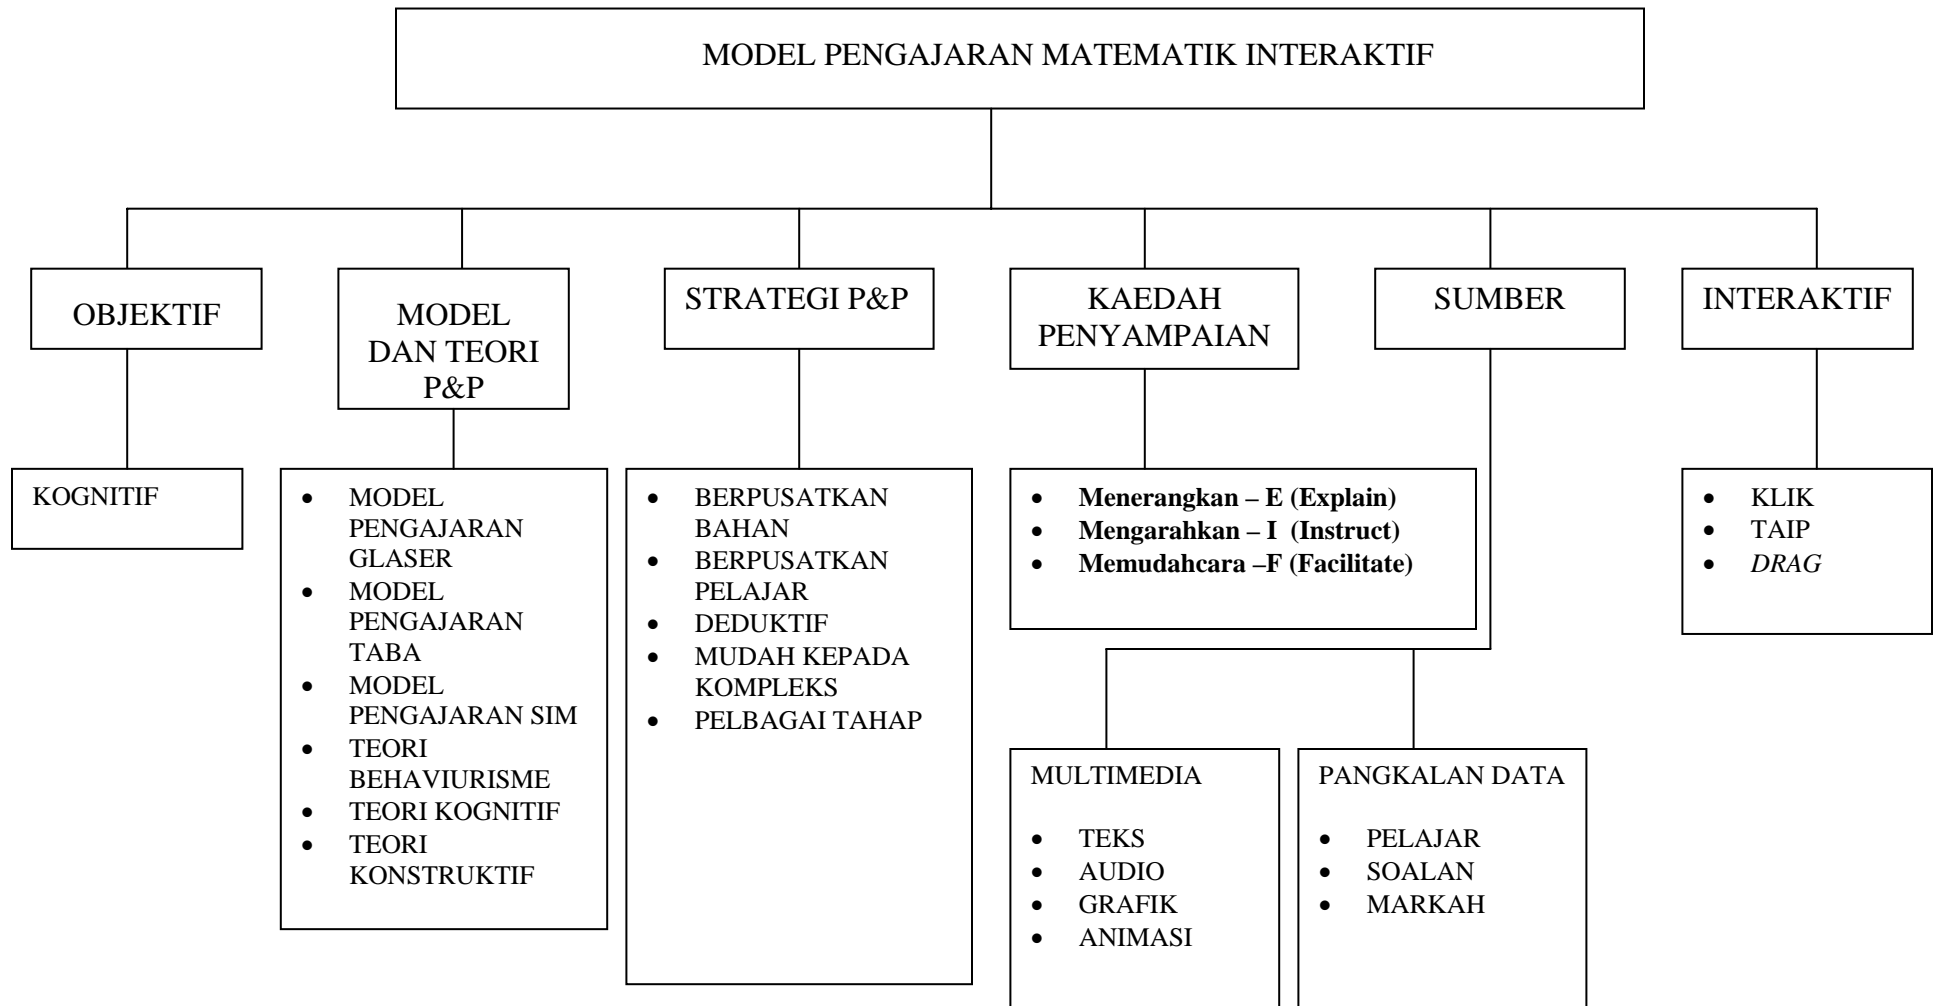 MODEL PENGAJARAN MATEMATIK INTERAKTIF
OBJEKTIF
MODEL
DAN TEORI
P&P
STRATEGI P&P
KAEDAH
PENYAMPAIAN
SUMBER
INTERAKTIF
KOGNITIF
• MODEL
PENGAJARAN
GLASER
• MODEL
PENGAJARAN
TABA
• MODEL
PENGAJARAN SIM
• TEORI
BEHAVIURISME
• TEORI KOGNITIF
• TEORI
KONSTRUKTIF
• BERPUSATKAN
BAHAN
• BERPUSATKAN
PELAJAR
• DEDUKTIF
• MUDAH KEPADA
KOMPLEKS
• PELBAGAI TAHAP
• Menerangkan – E (Explain)
• Mengarahkan – I (Instruct)
• Memudahcara –F (Facilitate)
• KLIK
• TAIP
• DRAG
MULTIMEDIA
• TEKS
• AUDIO
• GRAFIK
• ANIMASI
PANGKALAN DATA
• PELAJAR
• SOALAN
• MARKAH